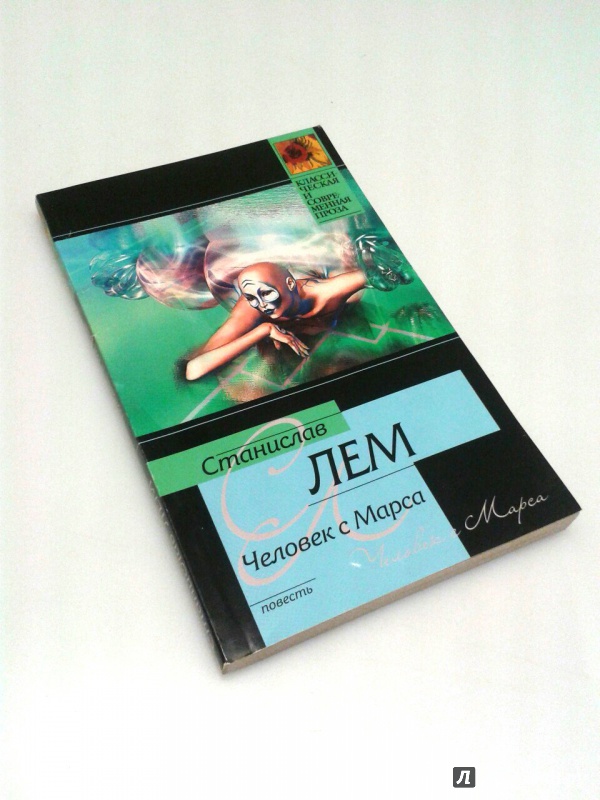 КЛАССИ-
ЧЕСКАЯ
И
СОВРЕ-
МЕННАЯ
ПРОЗА
Станислав
ЛЕМ
Человек с Марса
Человек с Марса
повесть
Л